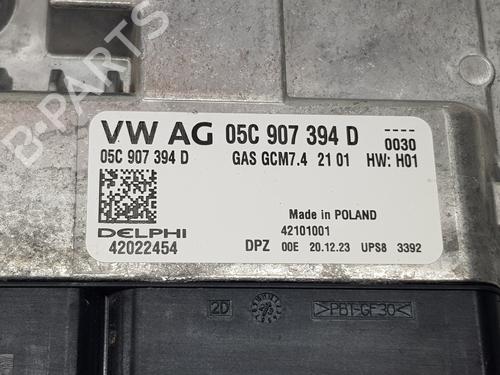 B-PARTS
VW AG 05C 907 394 D ----
0030
05C 907 394 D GAS GCM7.4 21 01 HW: H01
Made in POLAND
DELPHI 42101001
42022454 DPZ 00E 20.12.23 UPS8 3392
2D >PBT-GF30<